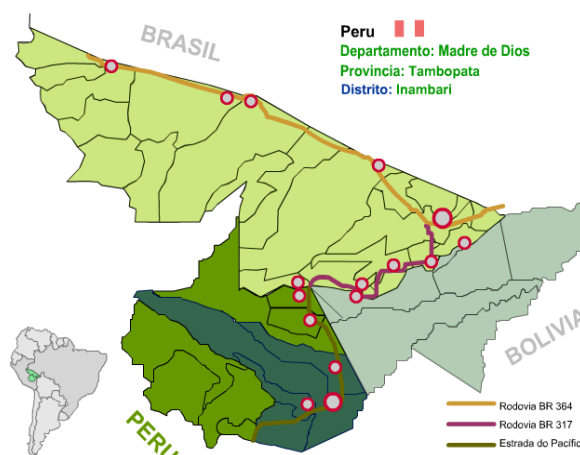 BRASIL
Peru
Departamento: Madre de Dios
Provincia: Tambopata
Distrito: Inambari
BOLIVIA
PERU
Rodovia BR 364
Rodovia BR 317
Estrada do Pacífic